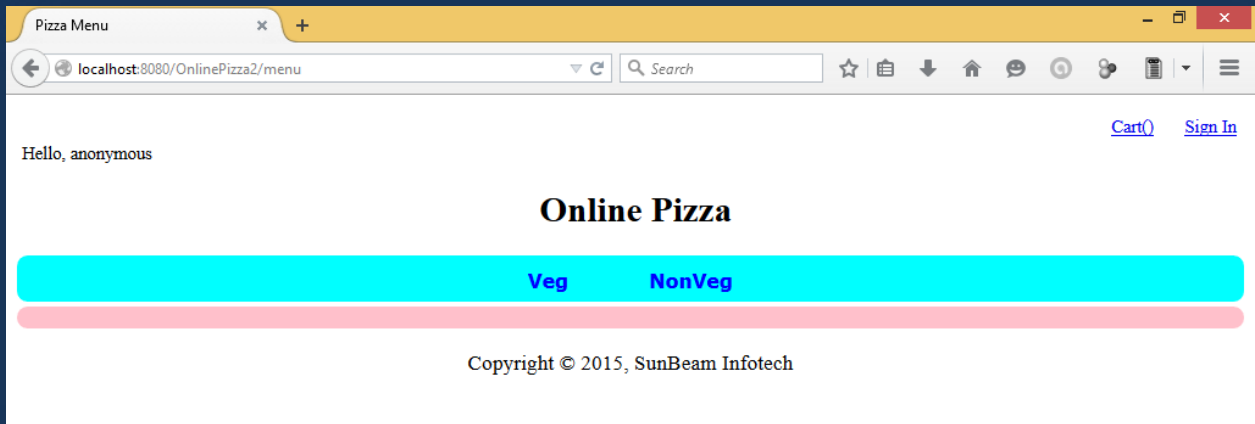 Pizza Menu
localhost:8080/OnlinePizza2/menu
Search
Cart() Sign In
Hello, anonymous
Online Pizza
Veg NonVeg
Copyright © 2015, SunBeam Infotech